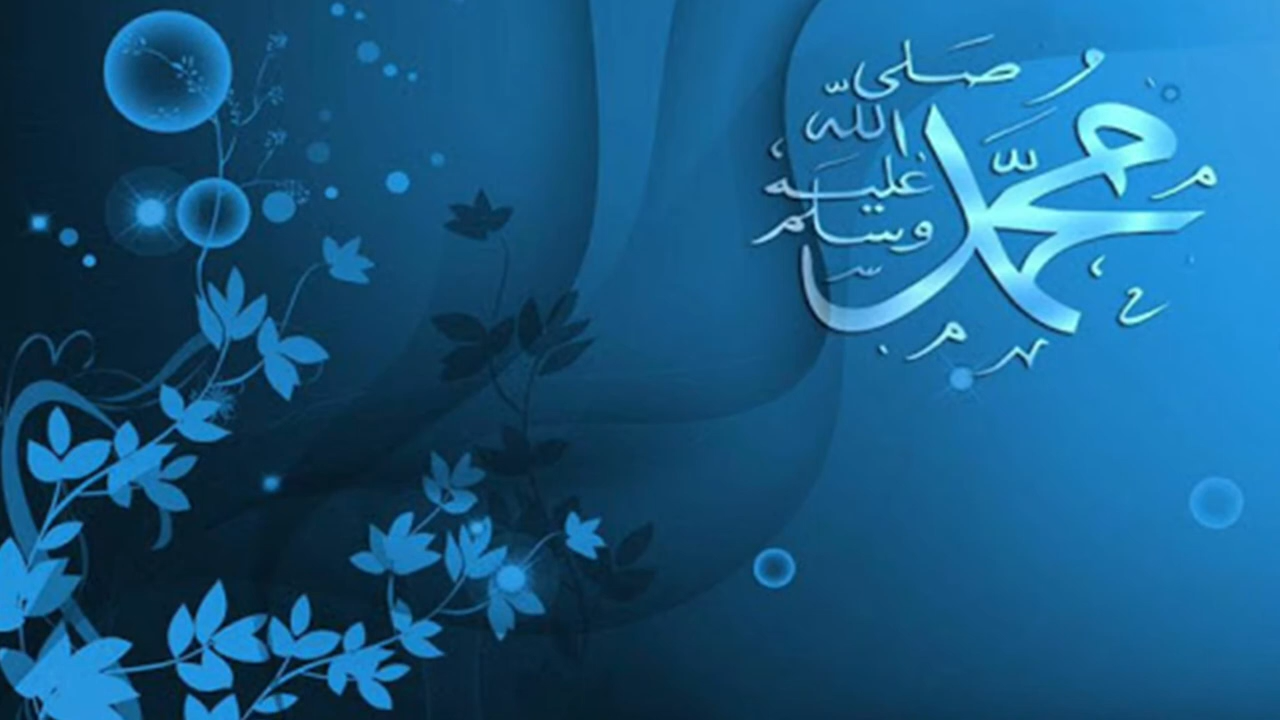 محمد
صلى
الله
عليه
وسلم